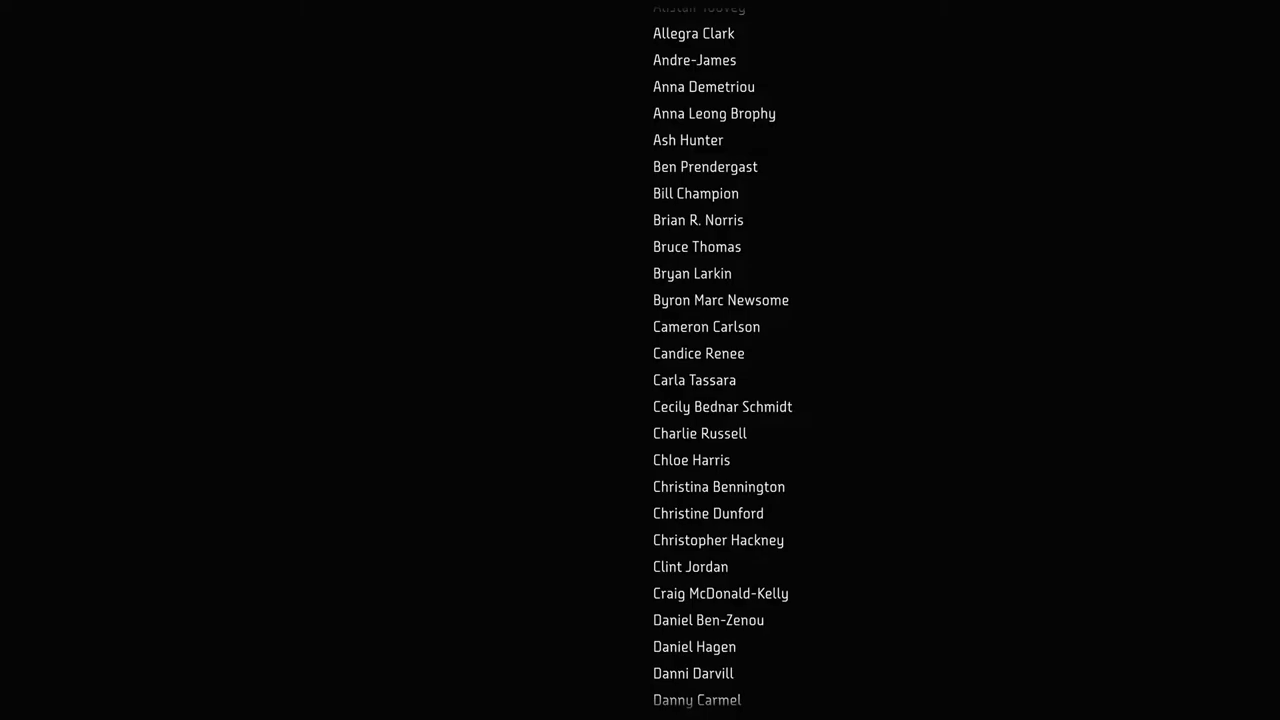 Allegra Clark
Andre-James
Anna Demetriou
Anna Leong Brophy
Ash Hunter
Ben Prendergast
Bill Champion
Brian R. Norris
Bruce Thomas
Bryan Larkin
Byron Marc Newsome
Cameron Carlson
Candice Renee
Carla Tassara
Cecily Bednar Schmidt
Charlie Russell
Chloe Harris
Christina Bennington
Christine Dunford
Christopher Hackney
Clint Jordan
Craig McDonald-Kelly
Daniel Ben-Zenou
Daniel Hagen
Danni Darvill
Danny Carmel